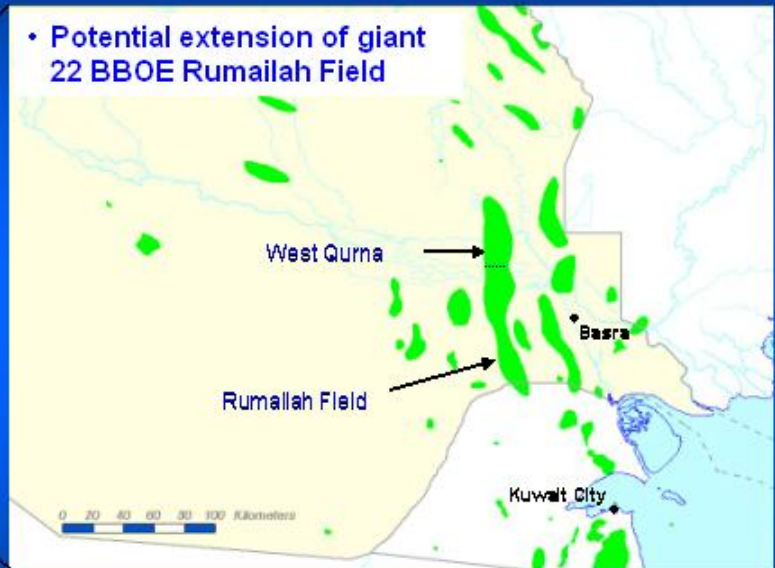 • Potential extension of giant
22 BBOE Rumailah Field
West Qurna
Basra
Rumailah Field
Kuwait City
0 20 40 60 80 100 Kilometers